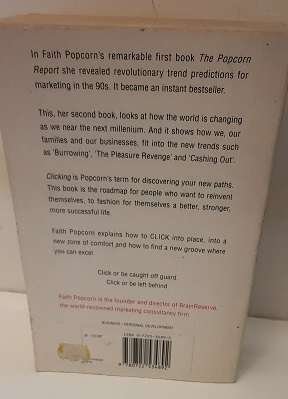 In Faith Popcorn's remarkable first book The Popcorn
Report she revealed revolutionary trend predictions for
marketing in the 90s. It became an instant bestseller.
This, her second book, looks at how the world is changing
as we near the next millenium. And it shows how we, our
families and our businesses, fit into the new trends such
as 'Burrowing', 'The Pleasure Revenge' and 'Cashing Out'.
Clicking is Popcorn's term for discovering your new paths.
This book is the roadmap for people who want to reinvent
themselves, to fashion for themselves a better, stronger,
more successful life.
Faith Popcorn explains how to CLICK into place, into a
new zone of comfort and how to find a new groove where
you can excel.
Click or be caught off guard.
Click or be left behind
Faith Popcorn is the founder and director of BrainReserve,
the world-renowned marketing consultancy firm.
BUSINESS / PERSONAL DEVELOPMENT
ISBN